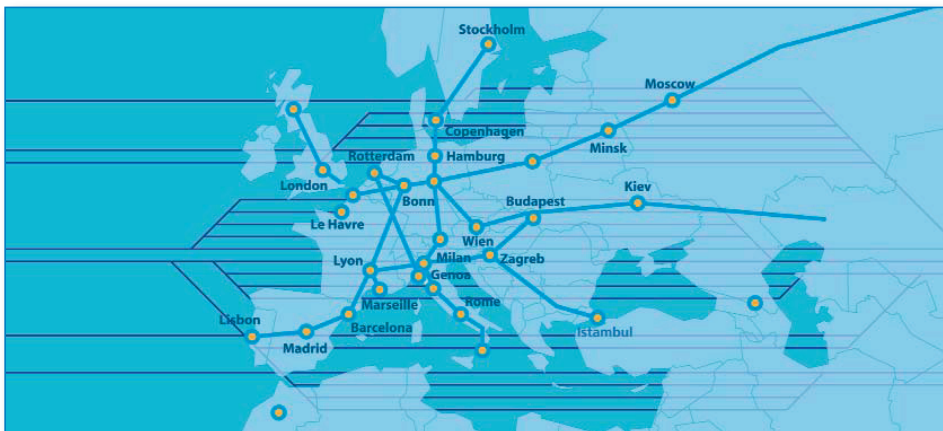 Stockholm
Moscow
Copenhagen
Minsk
Rotterdam
Hamburg
London
Bonn
Budapest
Kiev
Le Havre
Wien
Lyon
Milan
Zagreb
Genoa
Marseille
Rome
Lisbon
Barcelona
Istambul
Madrid